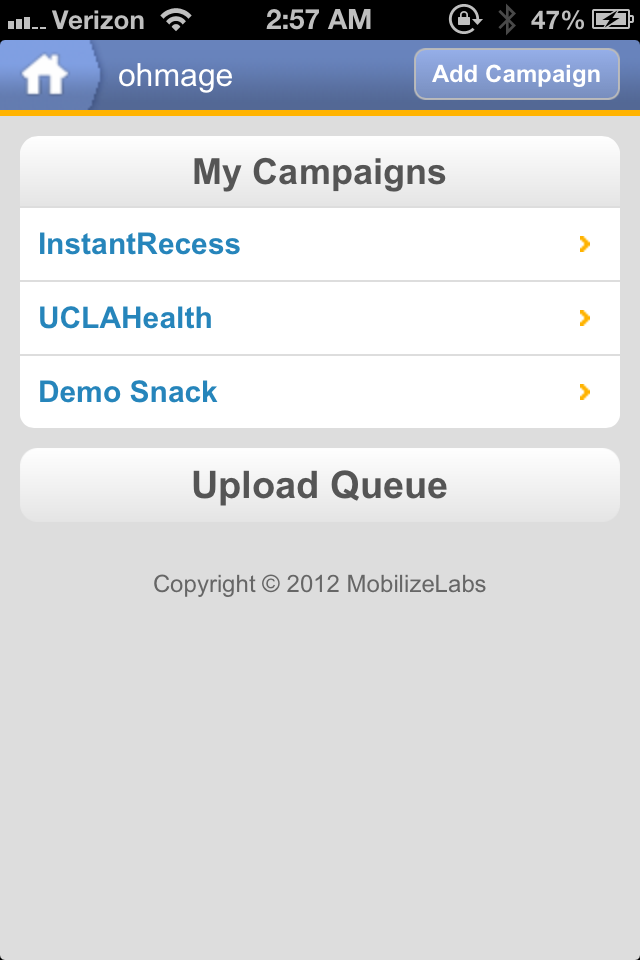 Verizon 2:57 AM 47%
ohmage Add Campaign
My Campaigns
InstantRecess
UCLAHealth
Demo Snack
Upload Queue
Copyright © 2012 MobilizeLabs